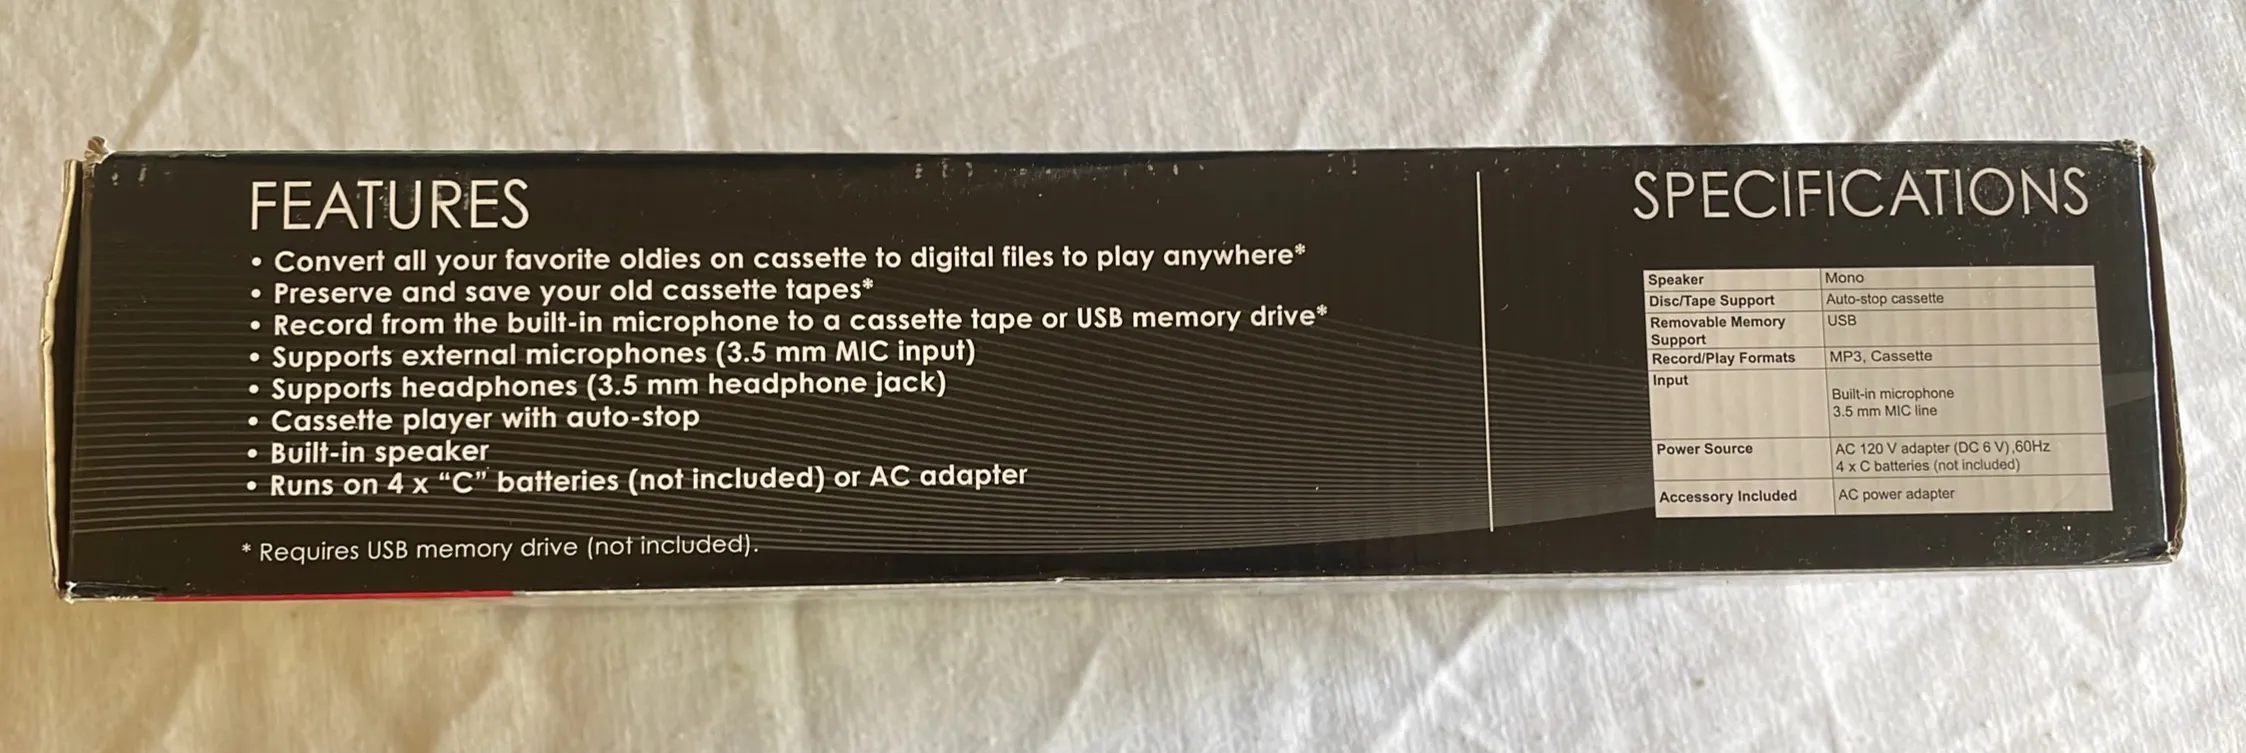 FEATURES
• Convert all your favorite oldies on cassette to digital files to play anywhere*
• Preserve and save your old cassette tapes*
• Record from the built-in microphone to a cassette tape or USB memory drive*
• Supports external microphones (3.5 mm MIC input)
• Supports headphones (3.5 mm headphone jack)
• Cassette player with auto-stop
• Built-in speaker
• Runs on 4 x “C” batteries (not included) or AC adapter
* Requires USB memory drive (not included).
SPECIFICATIONS
Speaker Mono
Disc/Tape Support Auto-stop cassette
Removable Memory USB
Support
Record/Play Formats MP3, Cassette
Input
Built-in microphone
3.5 mm MIC line
Power Source AC 120 V adapter (DC 6 V),60Hz
4 x C batteries (not included)
Accessory Included AC power adapter